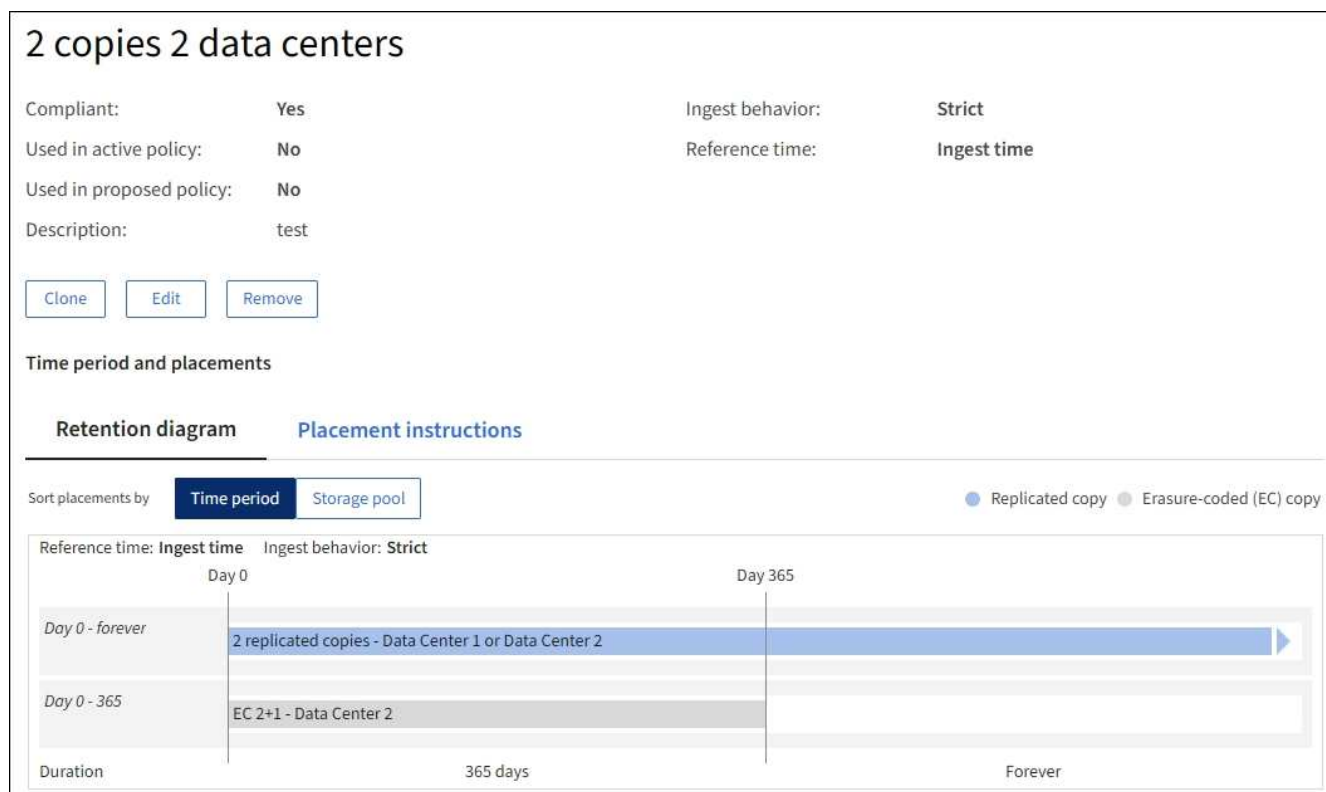 2 copies 2 data centers
Compliant: Yes Ingest behavior: Strict
Used in active policy: No Reference time: Ingest time
Used in proposed policy: No
Description: test
Clone Edit Remove
Time period and placements
Retention diagram Placement instructions
Sort placements by Time period Storage pool Replicated copy Erasure-coded (EC) copy
Reference time: Ingest time Ingest behavior: Strict
Day 0 Day 365
Day 0 - forever 2 replicated copies - Data Center 1 or Data Center 2
Day 0 - 365 EC 2+1 - Data Center 2
Duration 365 days Forever